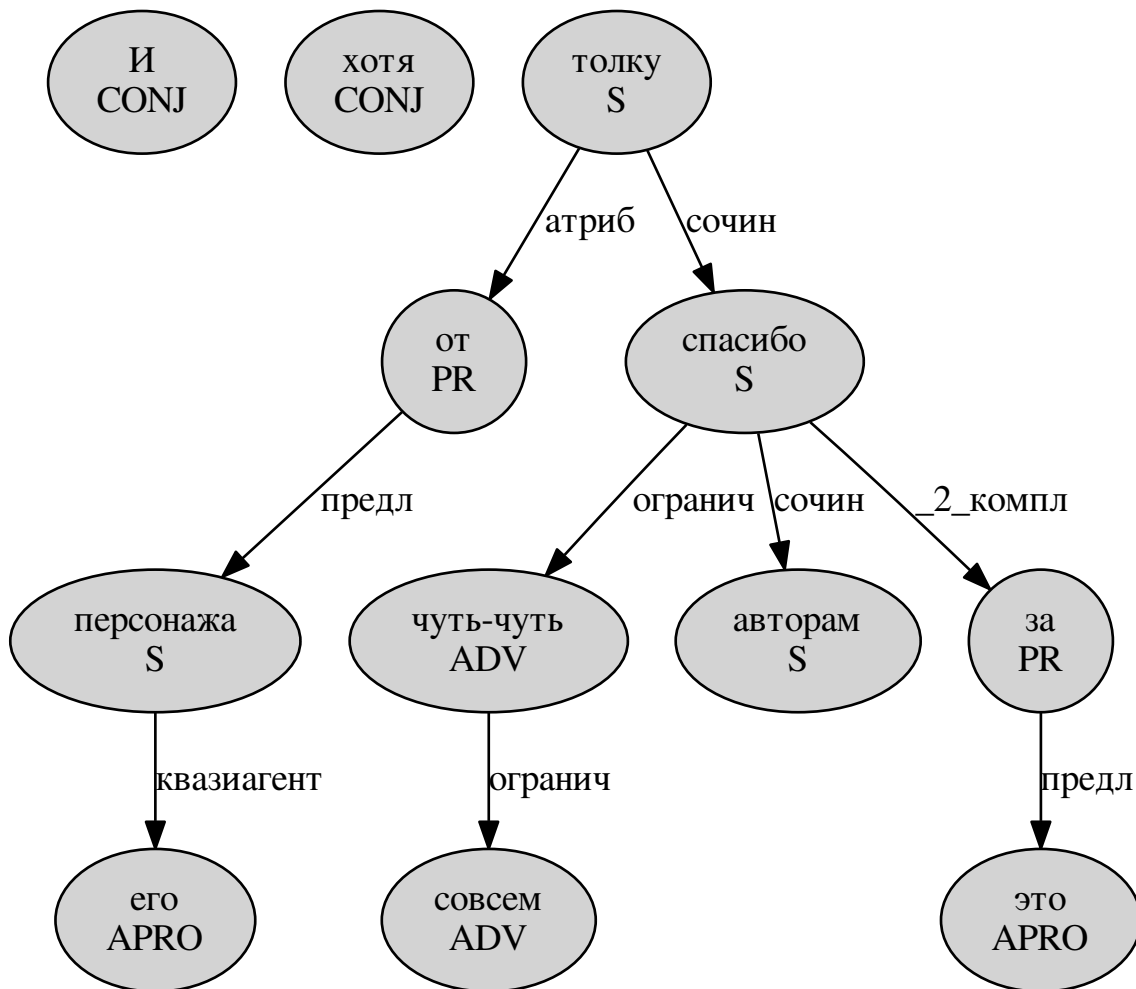 И
CONJ
хотя
CONJ
толку
S
атриб
сочин
от
PR
спасибо
S
предл
огранич
сочин
_2_компл
персонажа
S
чуть-чуть
ADV
авторам
S
за
PR
квазиагент
огранич
предл
его
APRO
совсем
ADV
это
APRO